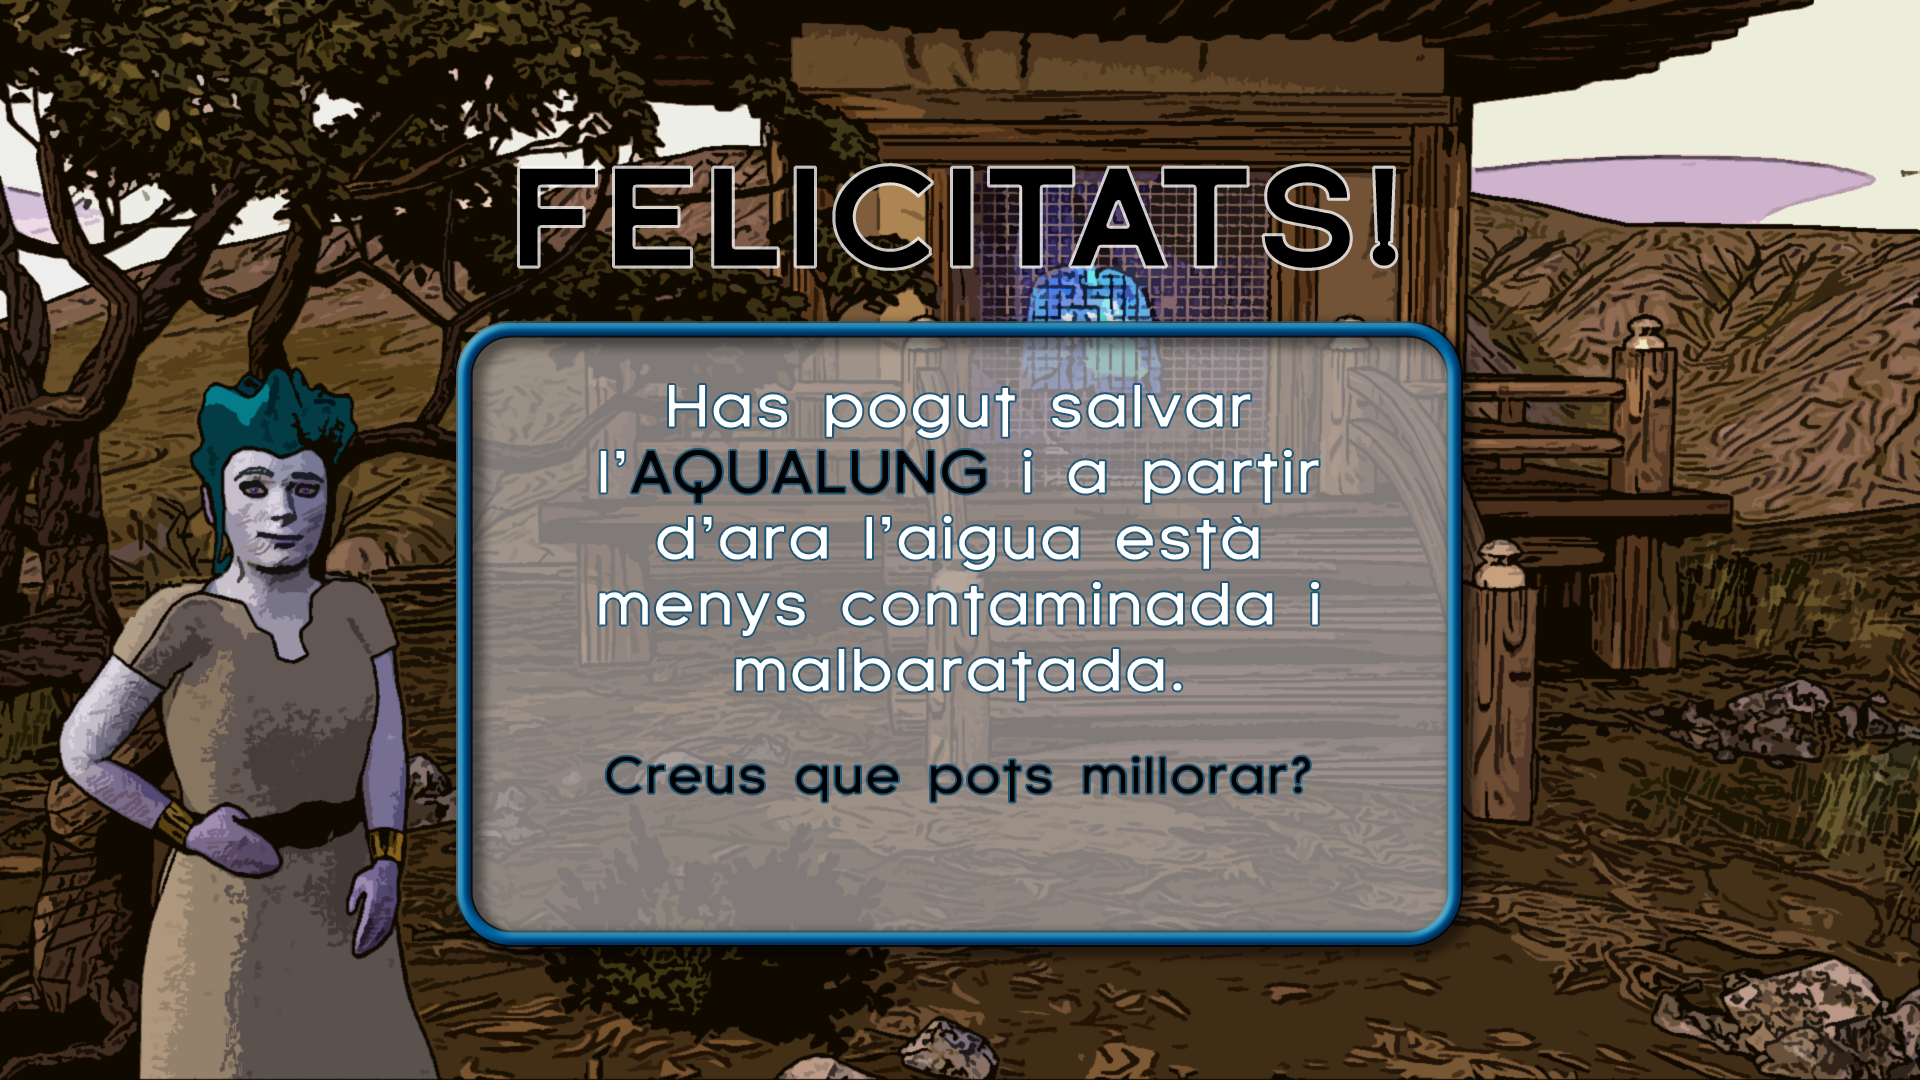 FELICITATS!
Has pogut salvar
l'AQUALUNG i a partir
d'ara l'aigua està
menys contaminada i
malbaratada.
Creus que pots millorar?